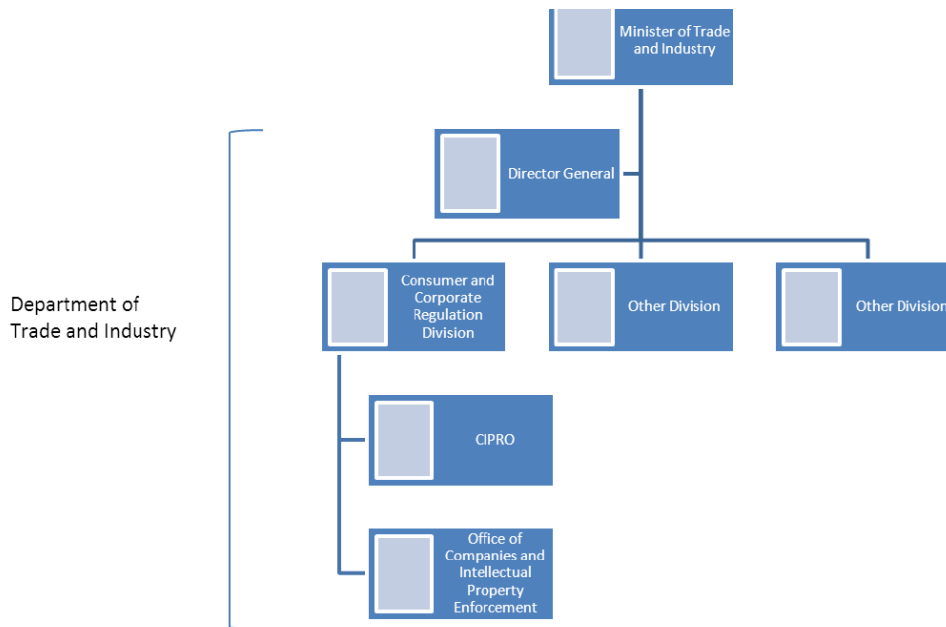 Minister of Trade
and Industry
Director General
Department of
Trade and Industry
Consumer and
Corporate
Regulation
Division
Other Division
Other Division
CIPRO
Office of
Companies and
Intellectual
Property
Enforcement